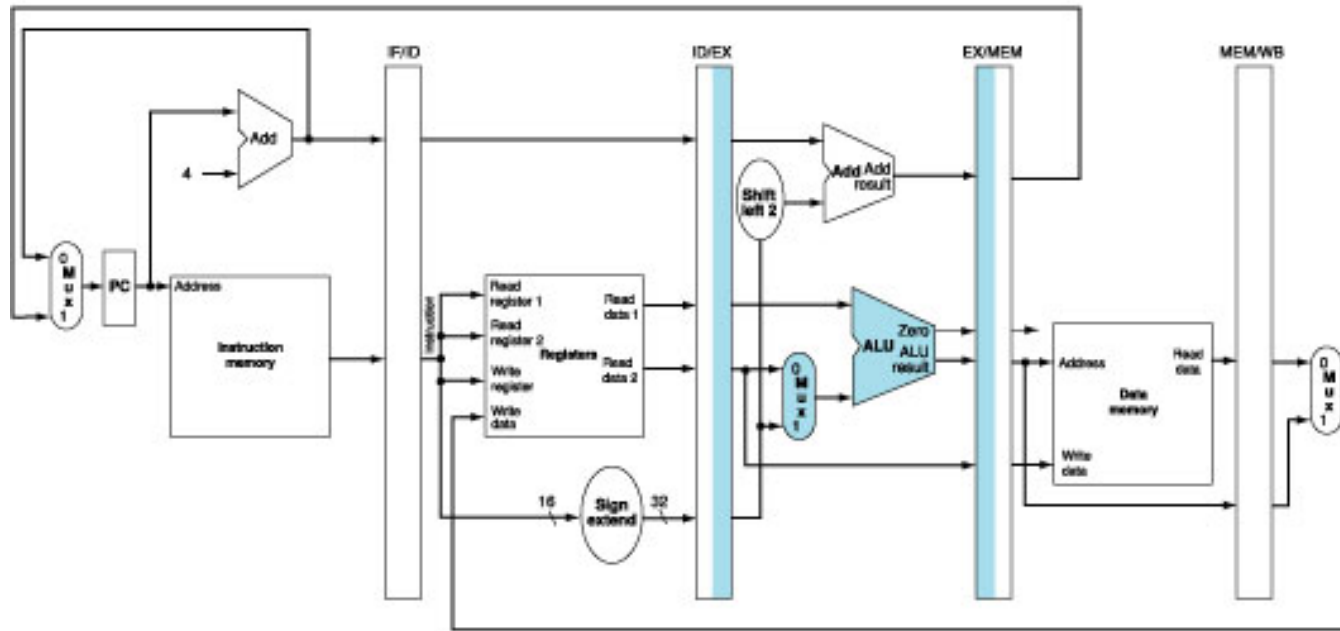 IF/ID
ID/EX
EX/MEM
MEM/WB
Add
4
Add Add
result
Shift
left 2
0
M
u
x
1
PC
Address
Instruction
memory
Instruction
Read
register 1
Read
register 2
Write
register
Write
data
Registers
Read
data 1
Read
data 2
0
M
u
x
1
Zero
ALU
ALU
result
Address
Read
data
Data
memory
Write
data
0
M
u
x
1
16
Sign
extend
32